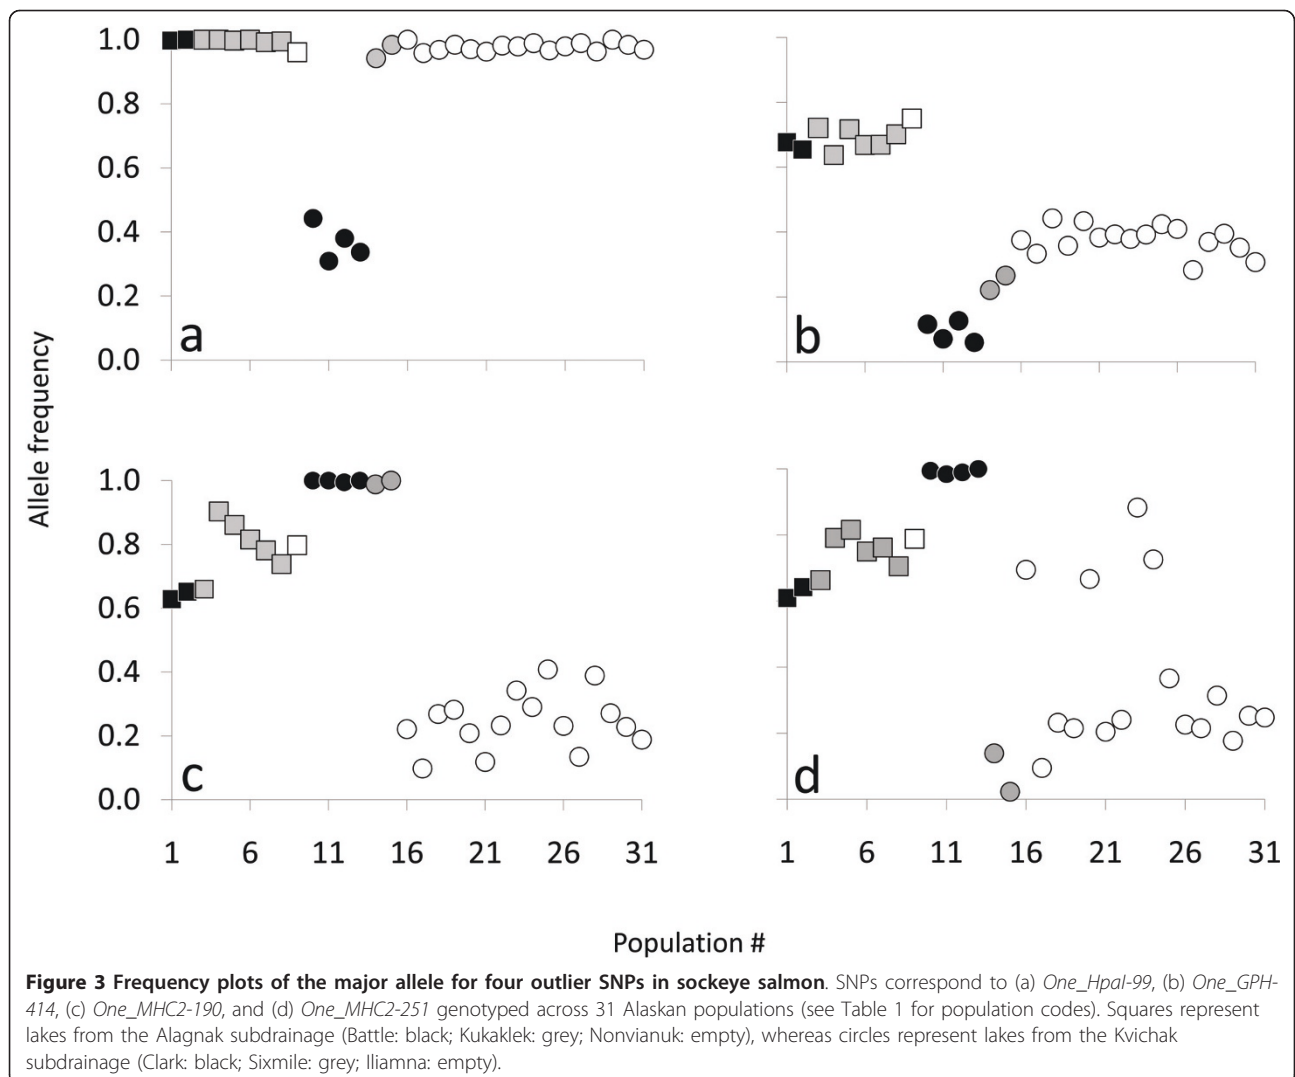 1.0
0.8
0.6
0.4
0.2
0.0
a
b
Allele frequency
1.0
0.8
0.6
0.4
0.2
0.0
c
d
1 6 11 16 21 26 31
1 6 11 16 21 26 31
Population #
Figure 3 Frequency plots of the major allele for four outlier SNPs in sockeye salmon. SNPs correspond to (a) One_HpaI-99, (b) One_GPH-
414, (c) One_MHC2-190, and (d) One_MHC2-251 genotyped across 31 Alaskan populations (see Table 1 for population codes). Squares represent
lakes from the Alagnak subdrainage (Battle: black; Kukaklek: grey; Nonvianuk: empty), whereas circles represent lakes from the Kvichak
subdrainage (Clark: black; Sixmile: grey; Iliamna: empty).